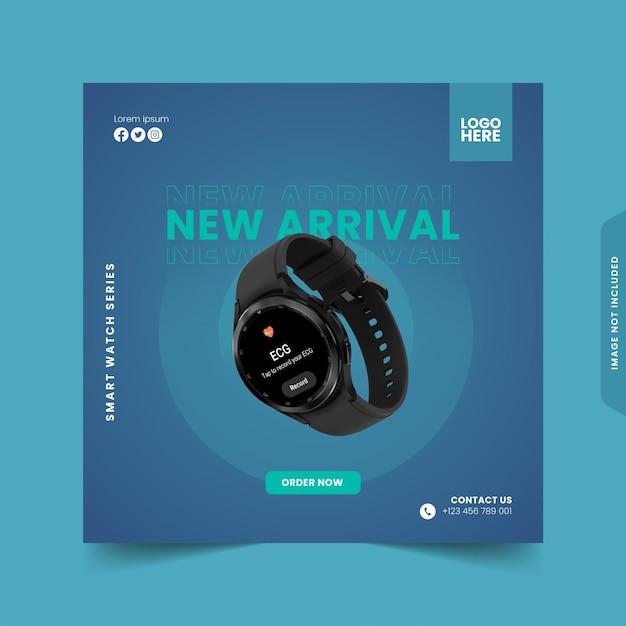 Lorem ipsum
LOGO
HERE
NEW ARRIVAL
NEW ARRIVAL
NEW ARRIVAL
SMART WATCH SERIES
ECG
Tap to record your ECG
Record
ORDER NOW
CONTACT US
+123 456 789 001
IMAGE NOT INCLUDED